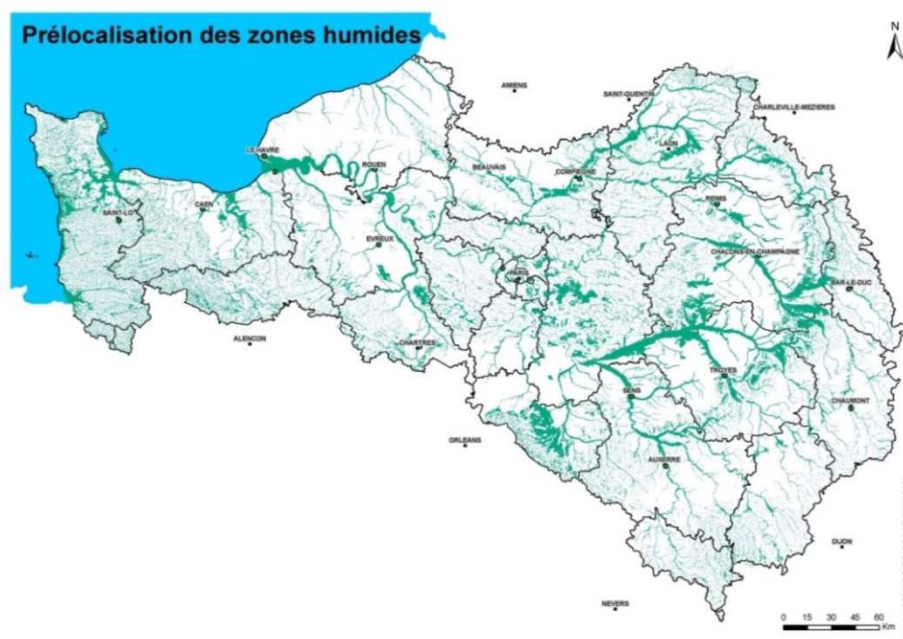 Prélocalisation des zones humides
N
AMIENS
SAINT-QUENTIN
CHARLEVILLE-MEZIERES
LE HAVRE
LAON
ROUEN
BEAUVAIS
COMPIEGNE
REIMS
SAINT-LO
CAEN
EVREUX
CHALONS-EN-CHAMPAGNE
PARIS
BAR-LE-DUC
ALENCON
CHARTRES
TROYES
SENS
CHAUMONT
ORLEANS
AUXERRE
DIJON
NEVERS
0 15 30 45 60
Km